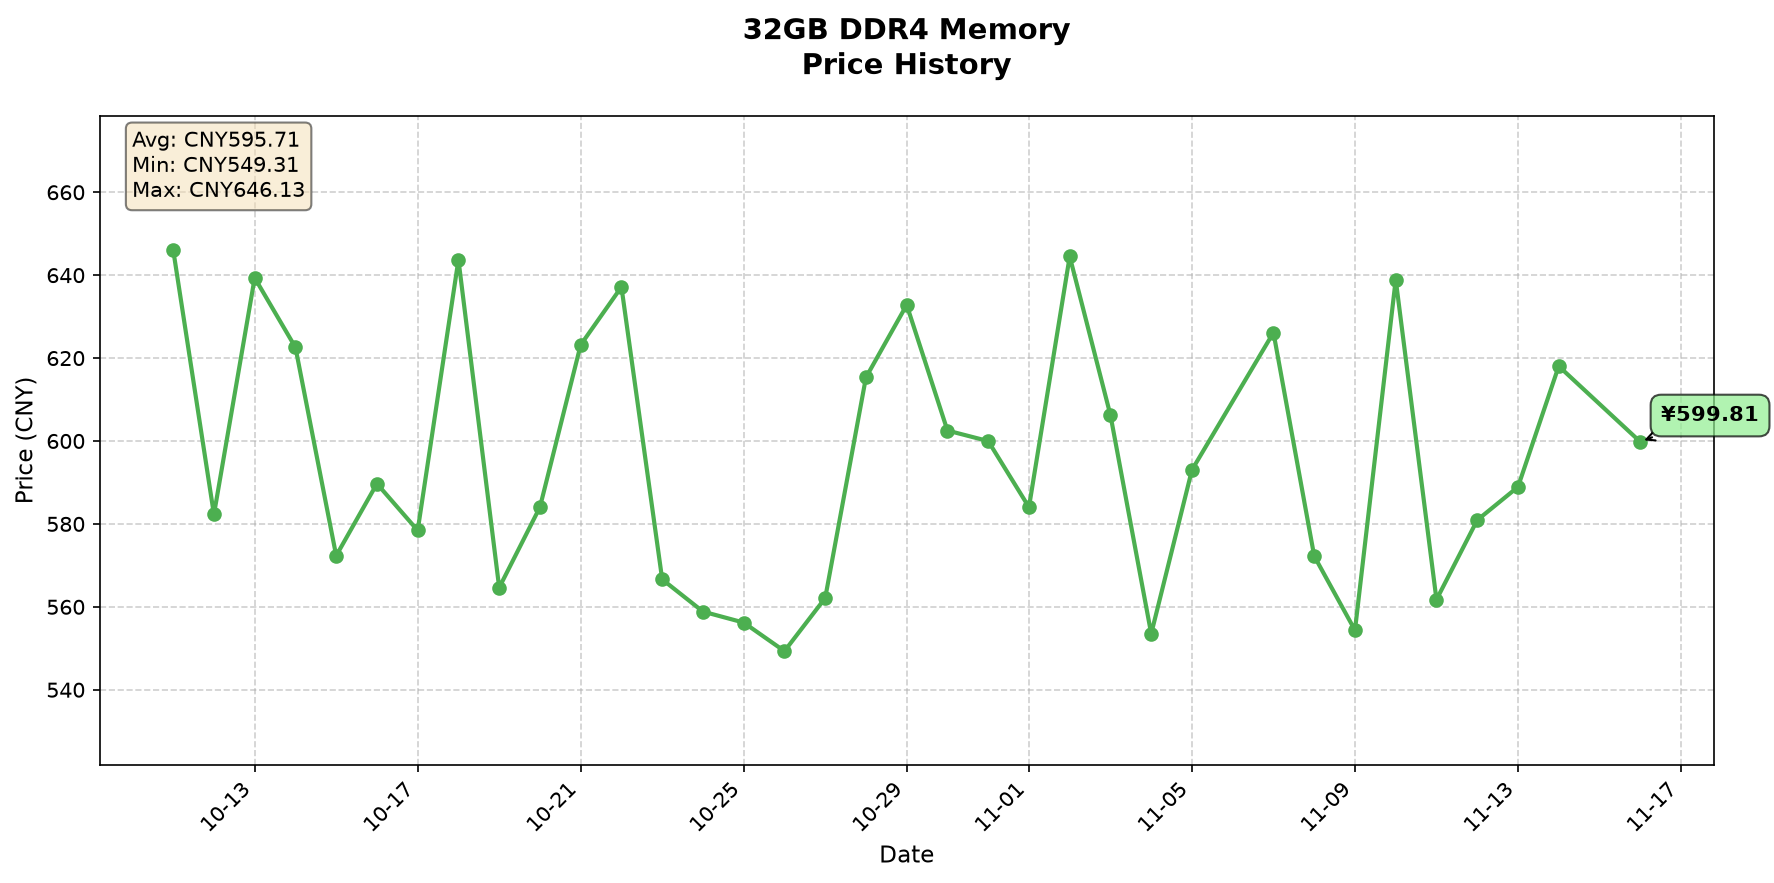 32GB DDR4 Memory
Price History
Avg: CNY595.71
Min: CNY549.31
Max: CNY646.13
660
640
620
600
580
560
540
Price (CNY)
¥599.81
10-13
10-17
10-21
10-25
10-29
11-01
11-05
11-09
11-13
11-17
Date